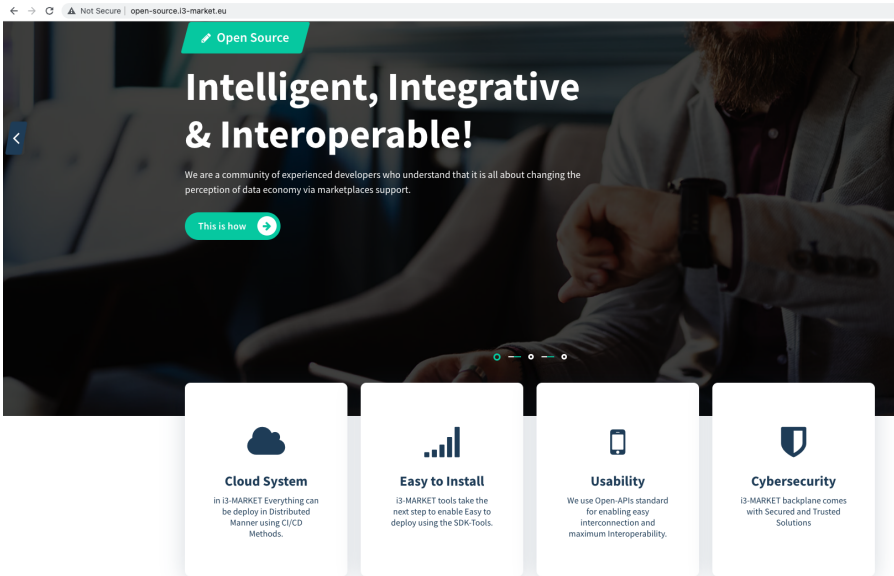 Not Secure | open-source.i3-market.eu
Open Source
Intelligent, Integrative
& Interoperable!
We are a community of experienced developers who understand that it is all about changing the
perception of data economy via marketplaces support.
This is how
Cloud System
in i3-MARKET Everything can
be deploy in Distributed
Manner using CI/CD
Methods.
Easy to Install
i3-MARKET tools take the
next step to enable Easy to
deploy using the SDK-Tools.
Usability
We use Open-APIs standard
for enabling easy
interconnection and
maximum Interoperability.
Cybersecurity
i3-MARKET backplane comes
with Secured and Trusted
Solutions